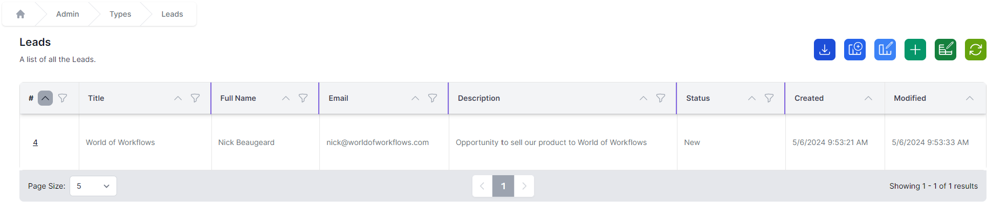 Admin
Types
Leads
Leads
A list of all the Leads.
# Title Full Name Email Description Status Created Modified
4 World of Workflows Nick Beaugeard nick@worldofworkflows.com Opportunity to sell our product to World of Workflows New 5/6/2024 9:53:21 AM 5/6/2024 9:53:33 AM
Page Size: 5 1 Showing 1 - 1 of 1 results